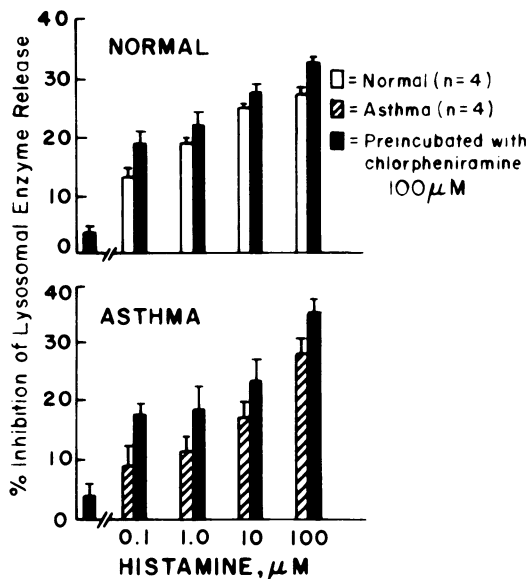 % Inhibition of Lysosomal Enzyme Release
NORMAL
40
30
20
10
0
= Normal (n=4)
= Asthma (n=4)
= Preincubated with
chlorpheniramine
100μM
ASTHMA
40
30
20
10
0
0.1 1.0 10 100
HISTAMINE, μM